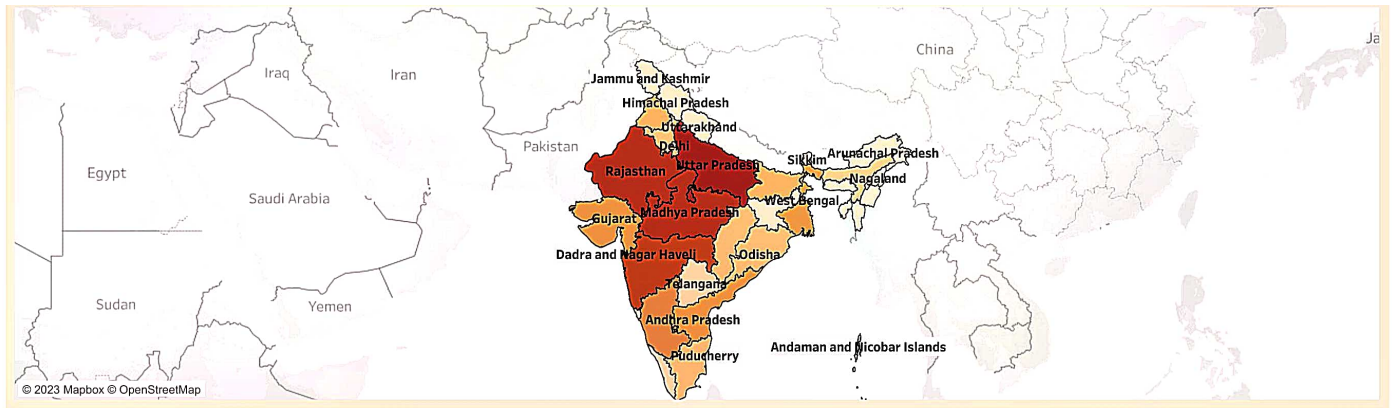 China
Ja
Iraq
Iran
Jammu and Kashmir
Himachal Pradesh
Uttarakhand
Pakistan
Delhi
Egypt
Rajasthan
Uttar Pradesh
Sikkim
Arunachal Pradesh
Nagaland
Saudi Arabia
West Bengal
Gujarat
Madhya Pradesh
Dadra and Nagar Haveli
Odisha
Telangana
Sudan
Yemen
Andhra Pradesh
Andaman and Nicobar Islands
Puducherry
© 2023 Mapbox © OpenStreetMap